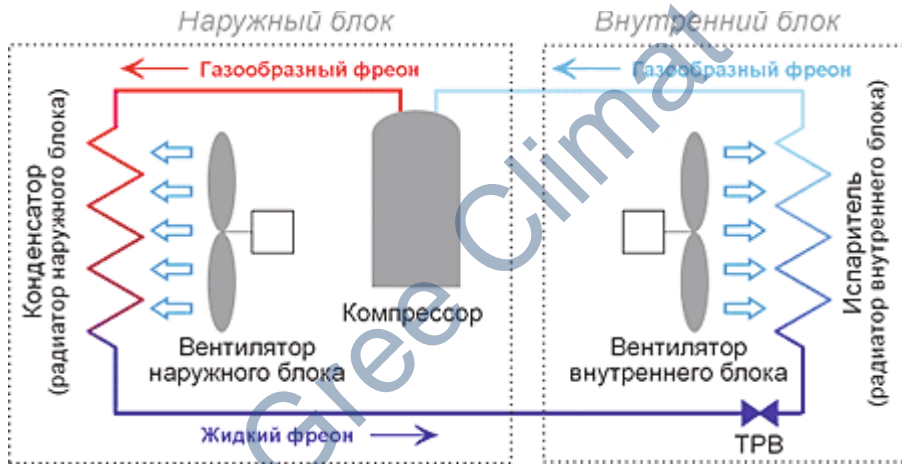 Наружный блок
Внутренний блок
Газообразный фреон
Газообразный фреон
Конденсатор
(радиатор наружного блока)
Компрессор
Вентилятор
наружного блока
Вентилятор
внутреннего блока
Испаритель
(радиатор внутреннего блока)
Жидкий фреон
ТРВ
Gree Climat